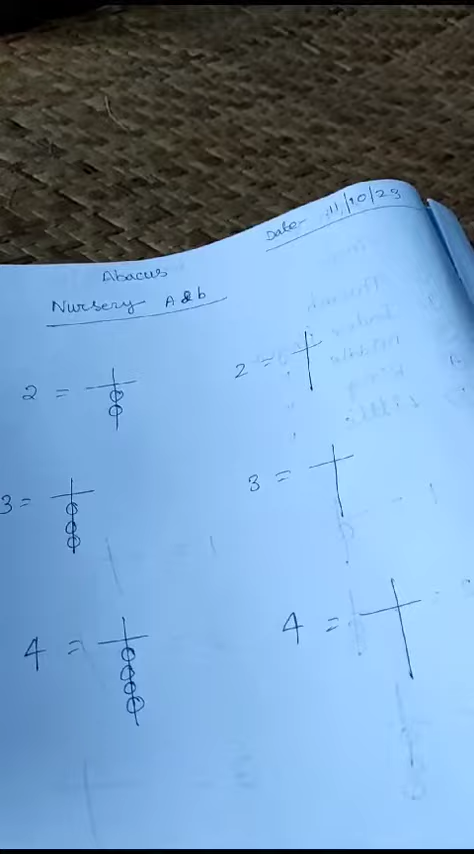 Date- 11/10/23
Abacus
Nursery A & b
2 =
2 =
3 =
3 =
4 =
4 =